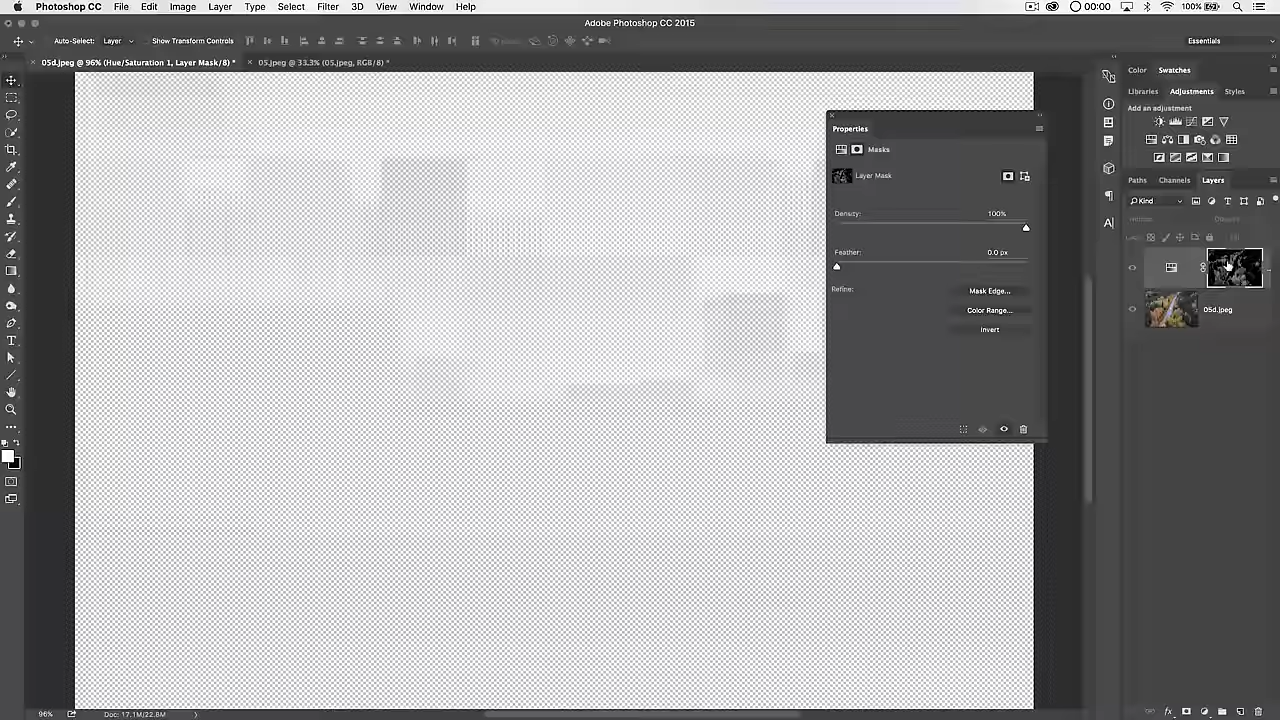 Photoshop CC File Edit Image Layer Type Select Filter 3D View Window Help 00:00 100%
Adobe Photoshop CC 2015
Auto-Select: Layer Show Transform Controls Essentials
05d.jpeg @ 96% (Hue/Saturation 1, Layer Mask/8) * 05.jpeg @ 33.3% (05.jpeg, RGB/8) *
Color Swatches
Libraries Adjustments Styles
Add an adjustment
Properties
Masks
Layer Mask
Density: 100%
Feather: 0.0 px
Refine: Mask Edge...
Color Range...
Invert
Paths Channels Layers
Kind
05d.jpeg
96% Doc: 17.1M/22.8M